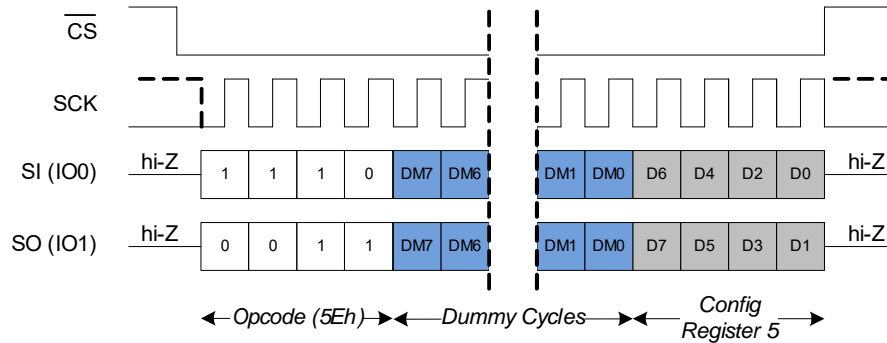 CS
SCK
SI (IO0) hi-Z 1 1 1 0 DM7 DM6 DM1 DM0 D6 D4 D2 D0 hi-Z
SO (IO1) hi-Z 0 0 1 1 DM7 DM6 DM1 DM0 D7 D5 D3 D1 hi-Z
Opcode (5Eh) Dummy Cycles Config
Register 5